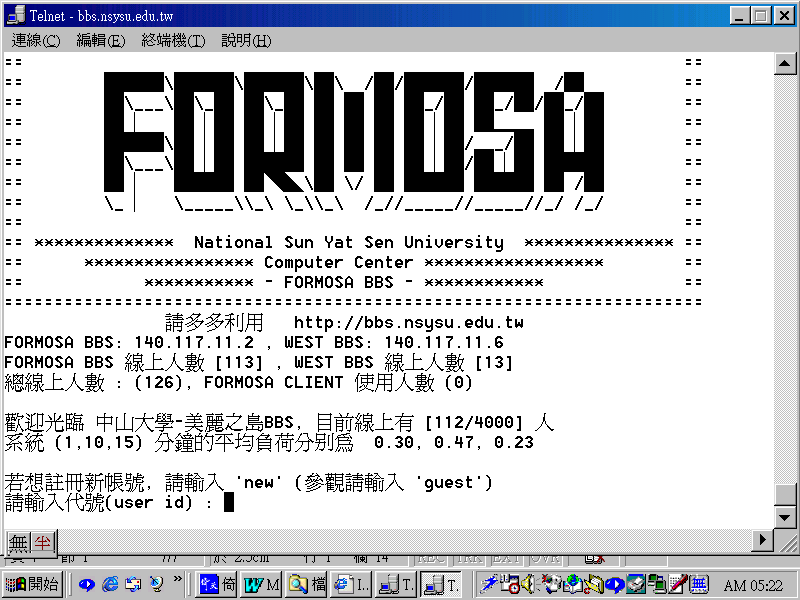 Telnet - bbs.nsysu.edu.tw
連線(C) 編輯(E) 終端機(T) 說明(H)
FORMOSA
== ************** National Sun Yat Sen University *************** ==
== ***************** Computer Center ****************** ==
== *********** - FORMOSA BBS - ************ ==
請多多利用 http://bbs.nsysu.edu.tw
FORMOSA BBS: 140.117.11.2 , WEST BBS: 140.117.11.6
FORMOSA BBS 線上人數 [113] , WEST BBS 線上人數 [13]
總線上人數 : (126), FORMOSA CLIENT 使用人數 (0)
歡迎光臨 中山大學-美麗之島BBS, 目前線上有 [112/4000] 人
系統 (1,10,15) 分鐘的平均負荷分別為 0.30, 0.47, 0.23
若想註冊新帳號, 請輸入 'new' (參觀請輸入 'guest')
請輸入代號(user id) :
無 半
REC TRK EXT OVR
開始 » 倚 M 檔 I.. T. T. 無 AM 05:22